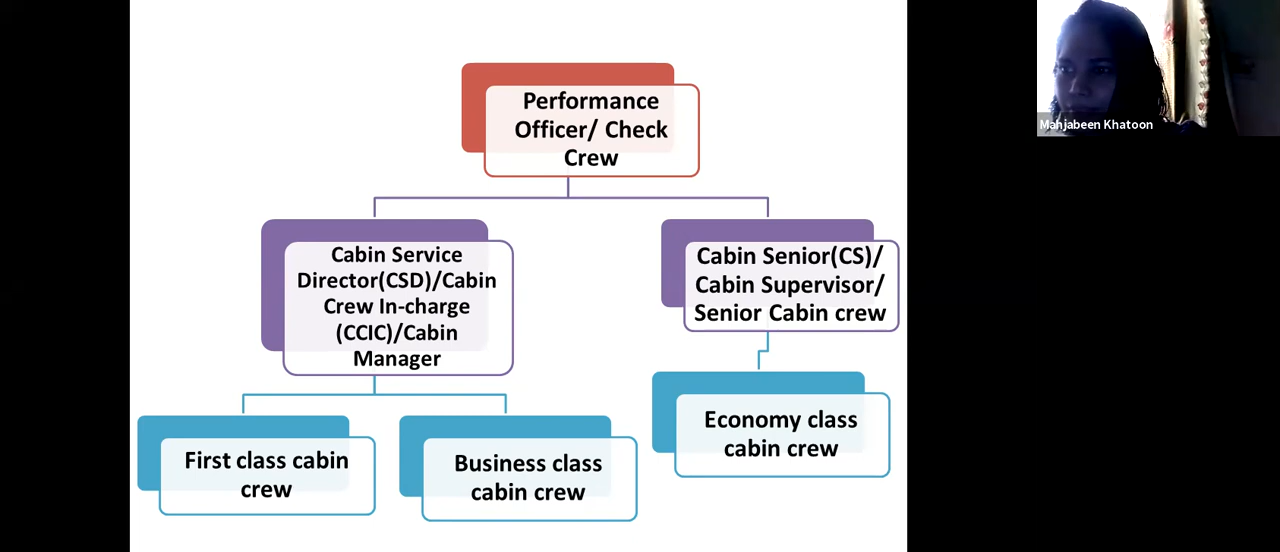 Performance
Officer/ Check
Crew
Cabin Service
Director(CSD)/Cabin
Crew In-charge
(CCIC)/Cabin
Manager
Cabin Senior(CS)/
Cabin Supervisor/
Senior Cabin crew
First class cabin
crew
Business class
cabin crew
Economy class
cabin crew
Manjabeen Khatoon